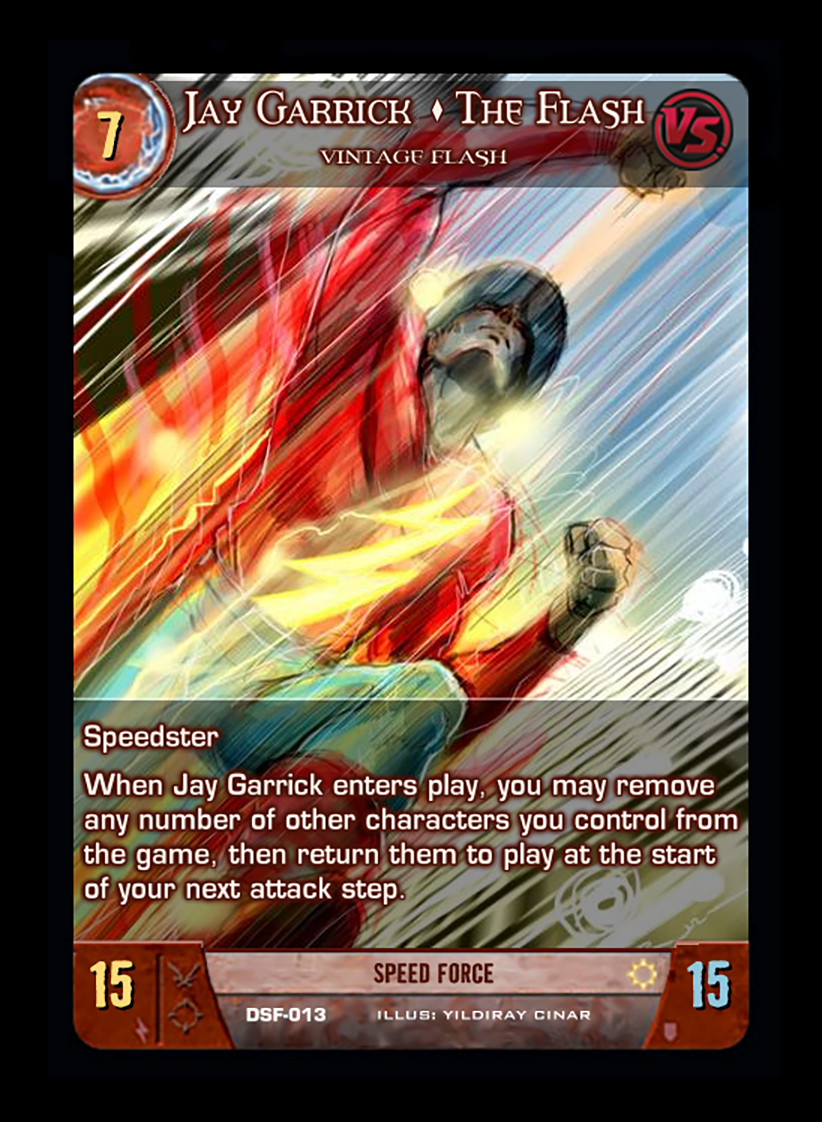 7
Jay Garrick ♦ The Flash
VS.
Vintage Flash
Speedster
When Jay Garrick enters play, you may remove
any number of other characters you control from
the game, then return them to play at the start
of your next attack step.
15
SPEED FORCE
15
DSF-013
ILLUS: YILDIRAY CINAR